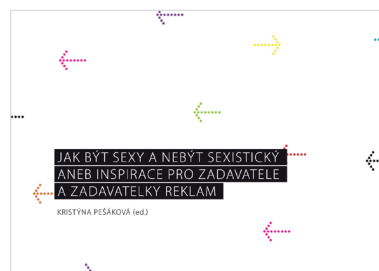 JAK BÝT SEXY A NEBÝT SEXISTICKÝ
ANEB INSPIRACE PRO ZADAVATELE
A ZADAVATELKY REKLAM
KRISTÝNA PEŠÁKOVÁ (ed.)